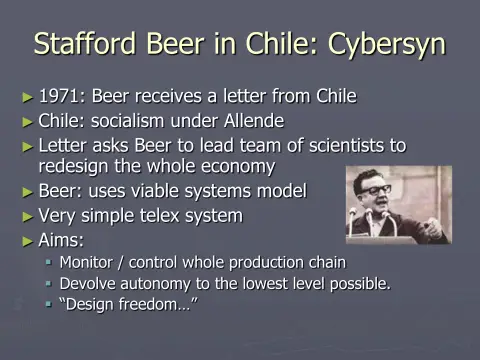 Stafford Beer in Chile: Cybersyn
► 1971: Beer receives a letter from Chile
► Chile: socialism under Allende
► Letter asks Beer to lead team of scientists to
redesign the whole economy
► Beer: uses viable systems model
► Very simple telex system
► Aims:
▪ Monitor / control whole production chain
▪ Devolve autonomy to the lowest level possible.
▪ “Design freedom…”